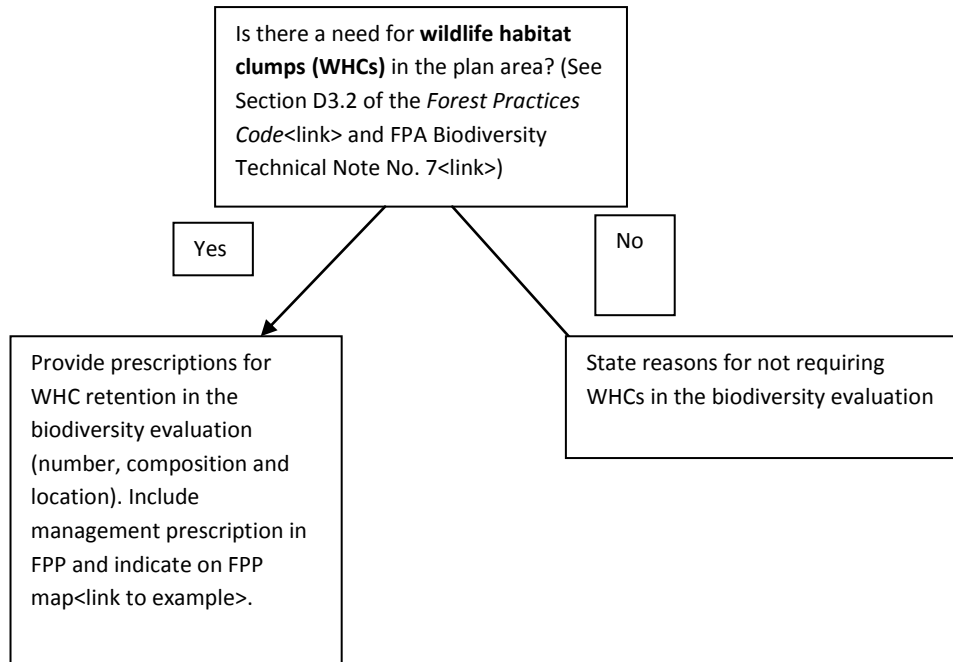 Is there a need for wildlife habitat
clumps (WHCs) in the plan area? (See
Section D3.2 of the Forest Practices
Code<link> and FPA Biodiversity
Technical Note No. 7<link>)
Yes
No
Provide prescriptions for
WHC retention in the
biodiversity evaluation
(number, composition and
location). Include
management prescription in
FPP and indicate on FPP
map<link to example>.
State reasons for not requiring
WHCs in the biodiversity evaluation